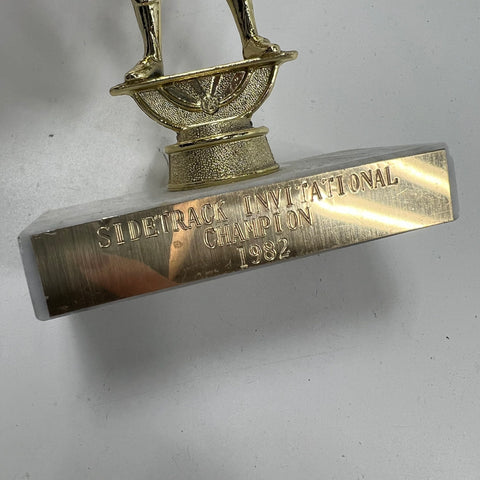 SIDETRACK INVITATIONAL
CHAMPION
1982